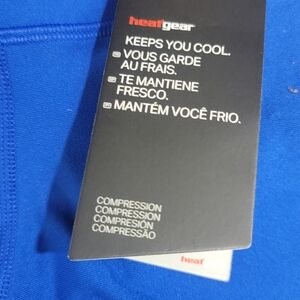 heatgear
KEEPS YOU COOL.
VOUS GARDE
AU FRAIS.
TE MANTIENE
FRESCO.
MANTÉM VOCÊ FRIO.
COMPRESSION
COMPRESSION
COMPRESIÓN
COMPRESSÃO
heat